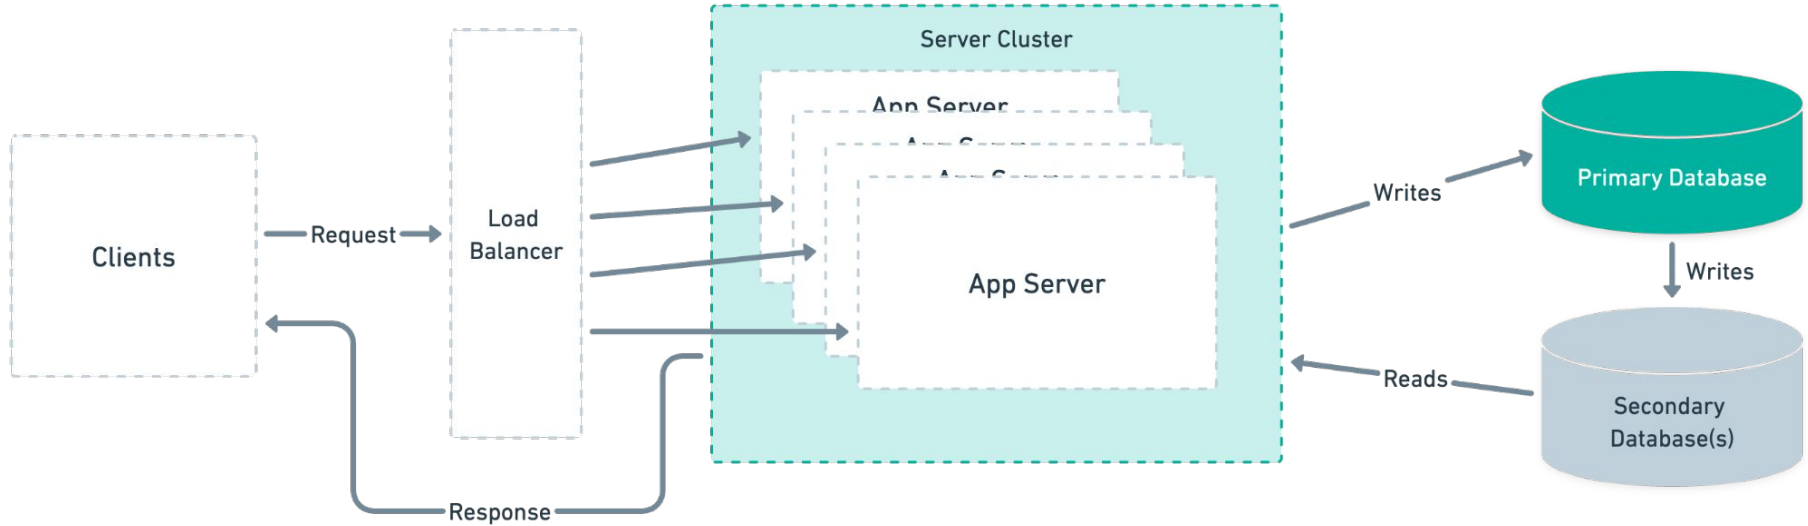 Server Cluster
App Server
App Server
Clients
Request
Load
Balancer
Writes
Primary Database
Writes
Reads
Secondary
Database(s)
Response